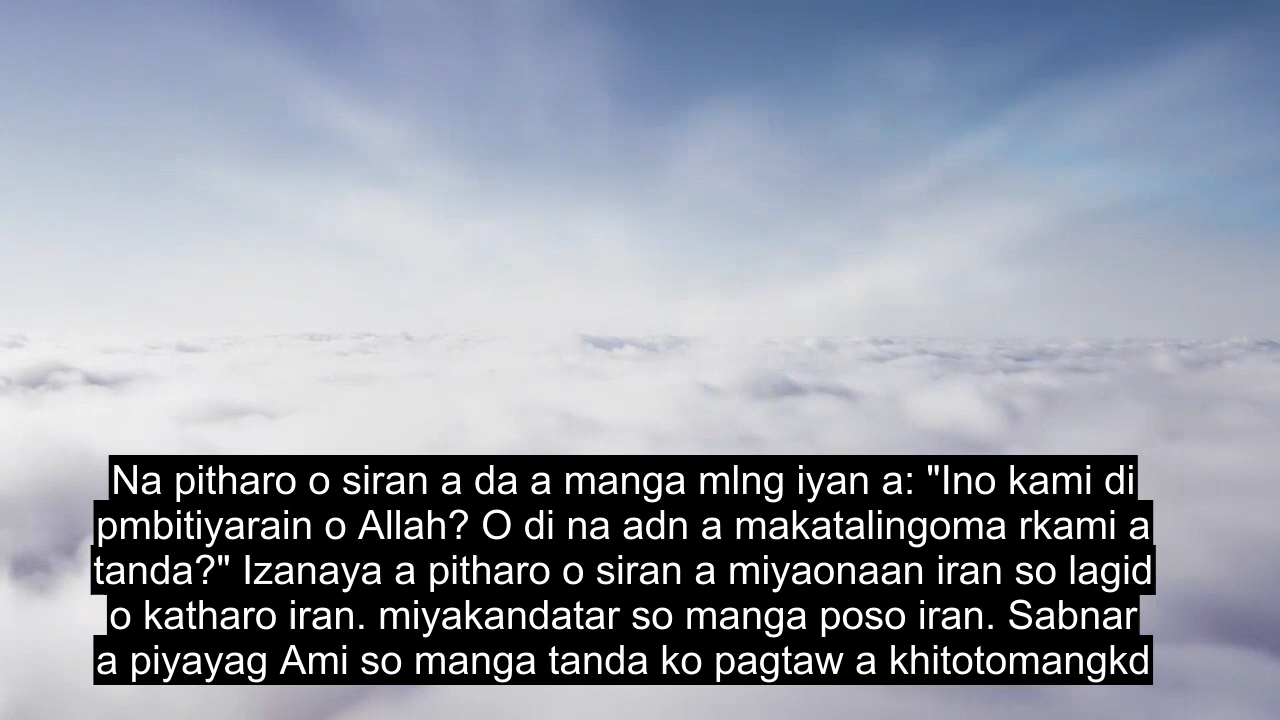 Na pitharo o siran a da a manga mlng iyan a: "Ino kami di
pmbitiyarain o Allah? O di na adn a makatalingoma rkami a
tanda?" Izanaya a pitharo o siran a miyaonaan iran so lagid
o katharo iran. miyakandatar so manga poso iran. Sabnar
a piyayag Ami so manga tanda ko pagtaw a khitotomangkd